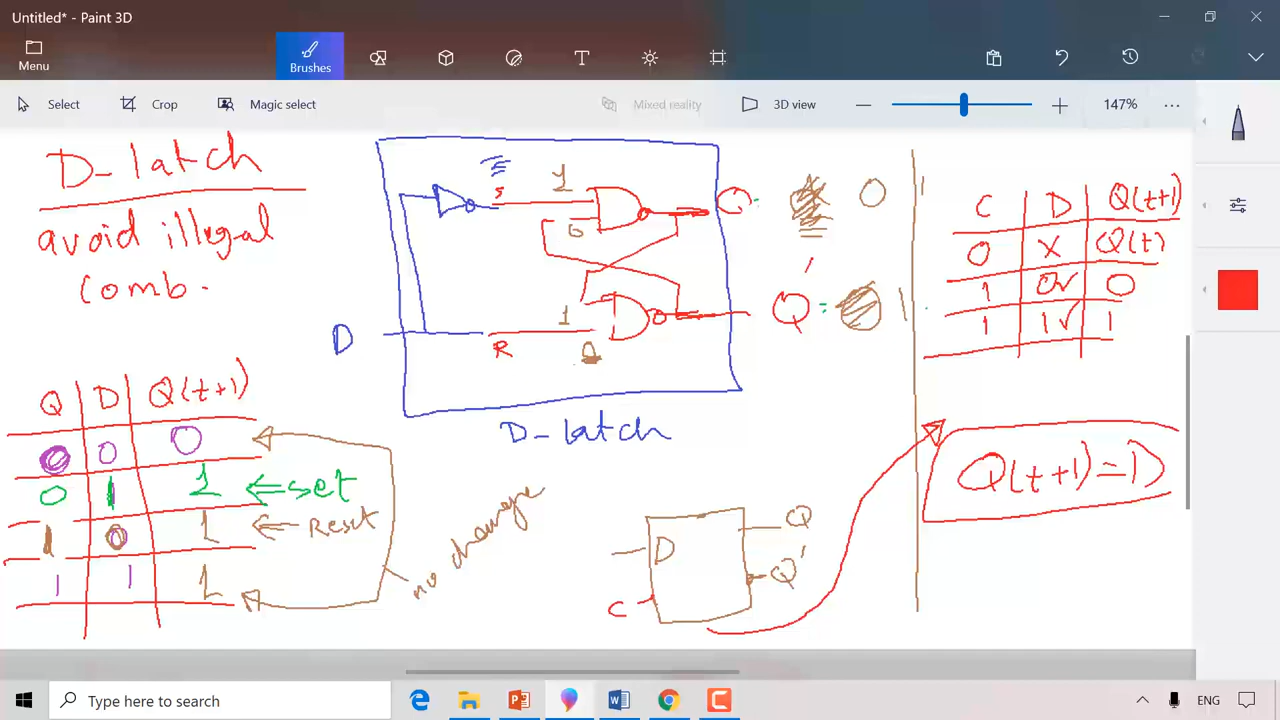 Untitled* - Paint 3D
Menu
Brushes
Select
Crop
Magic select
Mixed reality
3D view
147%
D-latch
avoid illegal
comb.
D
S
1
0
Q
0
1
R
0
Q'
1
D-latch
C D Q(t+1)
0 X Q(t)
1 0✓ 0
1 1✓ 1
Q(t+1)=D
Q D Q(t+1)
0 0 0
0 1 1 ⇐ set
1 0 1 ⇐ Reset
1 1 1
no change
D
C
Q
Q'
Type here to search
ENG